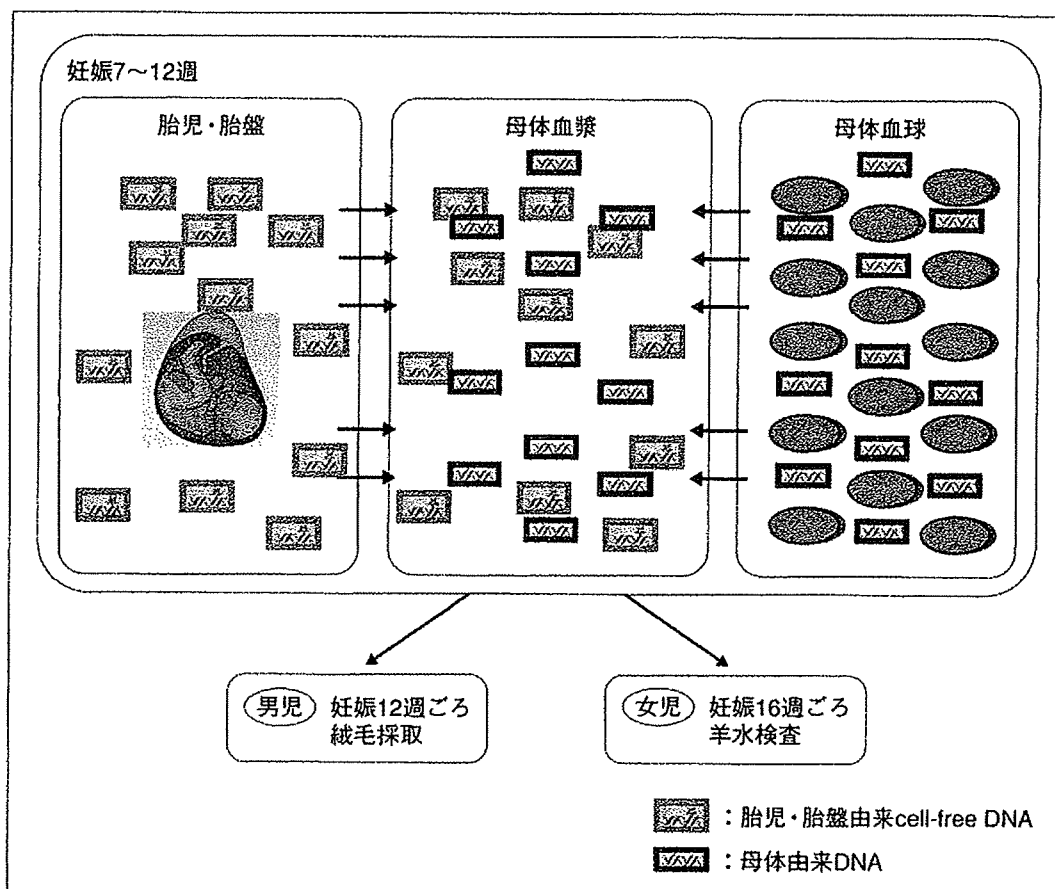 妊娠7〜12週
胎児・胎盤
母体血漿
母体血球
男児 妊娠12週ごろ
絨毛採取
女児 妊娠16週ごろ
羊水検査
：胎児・胎盤由来cell-free DNA
：母体由来DNA